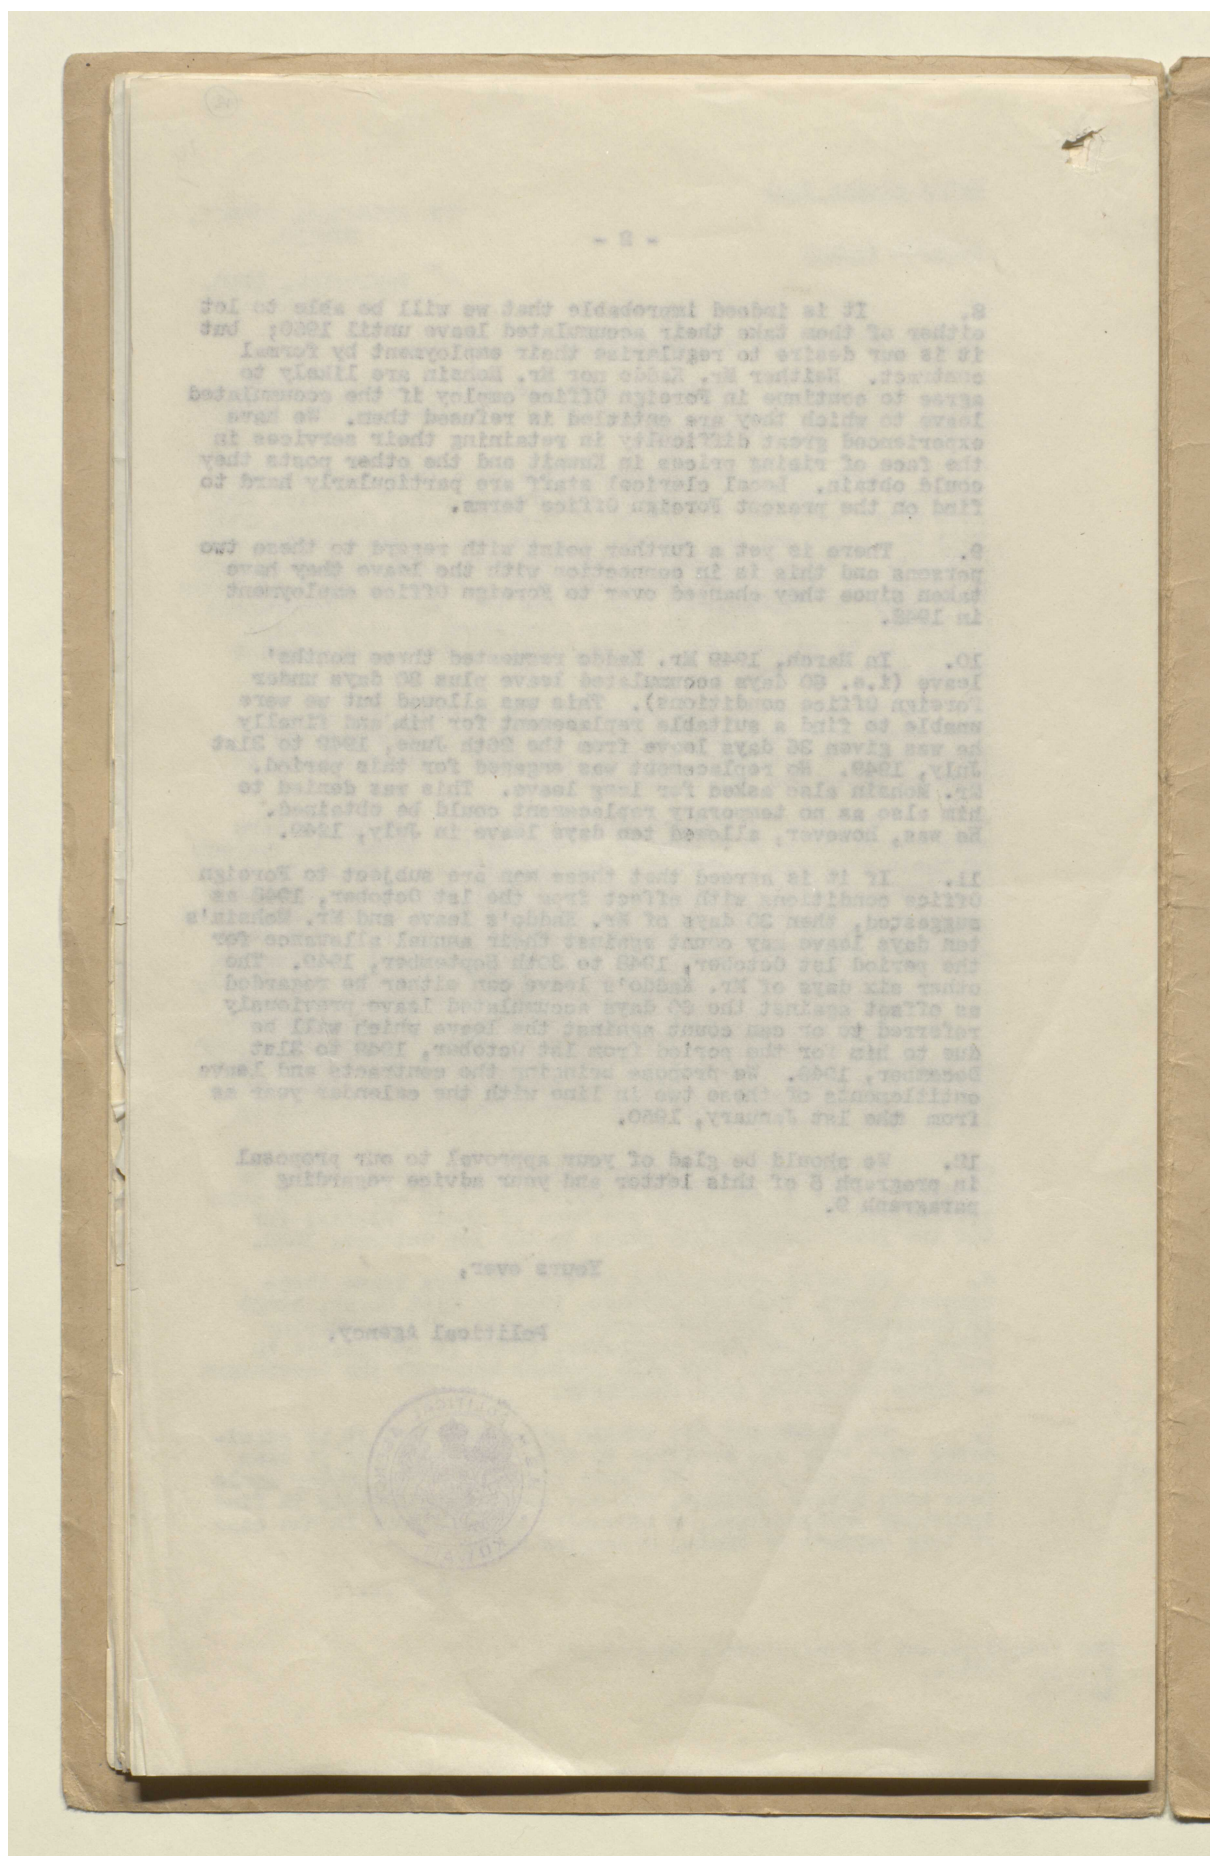 - 2 -
8. It is indeed improbable that we will be able to let
either of them take their accumulated leave until 1950; but
it is our desire to regularise their employment by formal
contract. Neither Mr. Kaddo nor Mr. Mohsin are likely to
agree to continue in Foreign Office employ if the accumulated
leave to which they are entitled is refused them. We have
experienced great difficulty in retaining their services in
the face of rising prices in Kuwait and the other posts they
could obtain. Local clerical staff are particularly hard to
find on the present Foreign Office terms.
9. There is yet a further point with regard to these two
persons and this is in connection with the leave they have
taken since they changed over to Foreign Office employment
in 1948.
10. In March, 1949 Mr. Kaddo requested three months'
leave (i.e. 60 days accumulated leave plus 30 days under
Foreign Office conditions). This was allowed but we were
unable to find a suitable replacement for him and finally
he was given 36 days leave from the 26th June, 1949 to 31st
July, 1949. No replacement was engaged for this period.
Mr. Mohsin also asked for long leave. This was denied to
him also as no temporary replacement could be obtained.
He was, however, allowed ten days leave in July, 1949.
11. If it is agreed that these men are subject to Foreign
Office conditions with effect from the 1st October, 1948 as
suggested, then 30 days of Mr. Kaddo's leave and Mr. Mohsin's
ten days leave may count against their annual allowance for
the period 1st October, 1948 to 30th September, 1949. The
other six days of Mr. Kaddo's leave can either be regarded
as offset against the 60 days accumulated leave previously
referred to or can count against the leave which will be
due to him for the period from 1st October, 1949 to 31st
December, 1949. We propose bringing the contracts and leave
entitlements of these two in line with the calender year as
from the 1st January, 1950.
12. We should be glad of your approval to our proposal
in paragraph 5 of this letter and your advice regarding
paragraph 9.
Yours ever,
Political Agency.